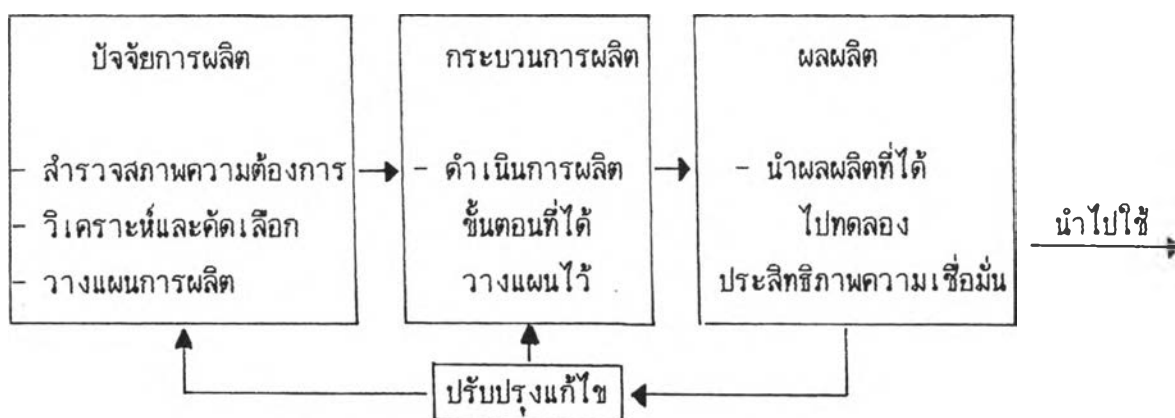 ปัจจัยการผลิต
- สำรวจสภาพความต้องการ
- วิเคราะห์และคัดเลือก
- วางแผนการผลิต
กระบวนการผลิต
- ดำเนินการผลิต
ขั้นตอนที่ได้
วางแผนไว้
ผลผลิต
- นำผลผลิตที่ได้
ไปทดลอง
ประสิทธิภาพความเชื่อมั่น
นำไปใช้
ปรับปรุงแก้ไข